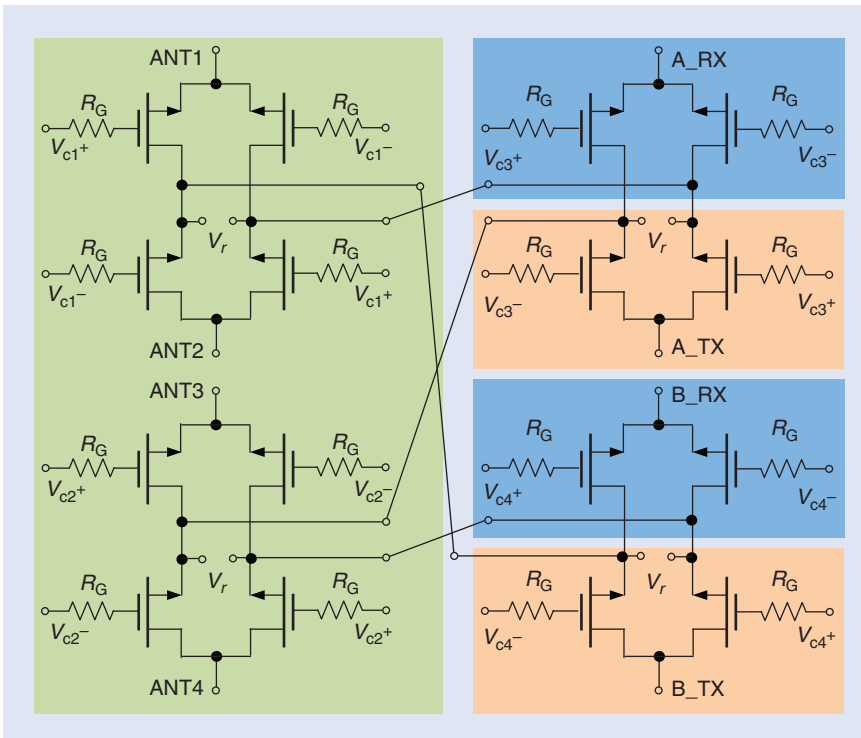 ANT1
A_RX
RG
RG
RG
RG
Vc1+
Vc1−
Vc3+
Vc3−
Vr
Vr
RG
RG
RG
RG
Vc1−
Vc1+
Vc3−
Vc3+
ANT2
A_TX
ANT3
B_RX
RG
RG
RG
RG
Vc2+
Vc2−
Vc4+
Vc4−
Vr
Vr
RG
RG
RG
RG
Vc2−
Vc2+
Vc4−
Vc4+
ANT4
B_TX